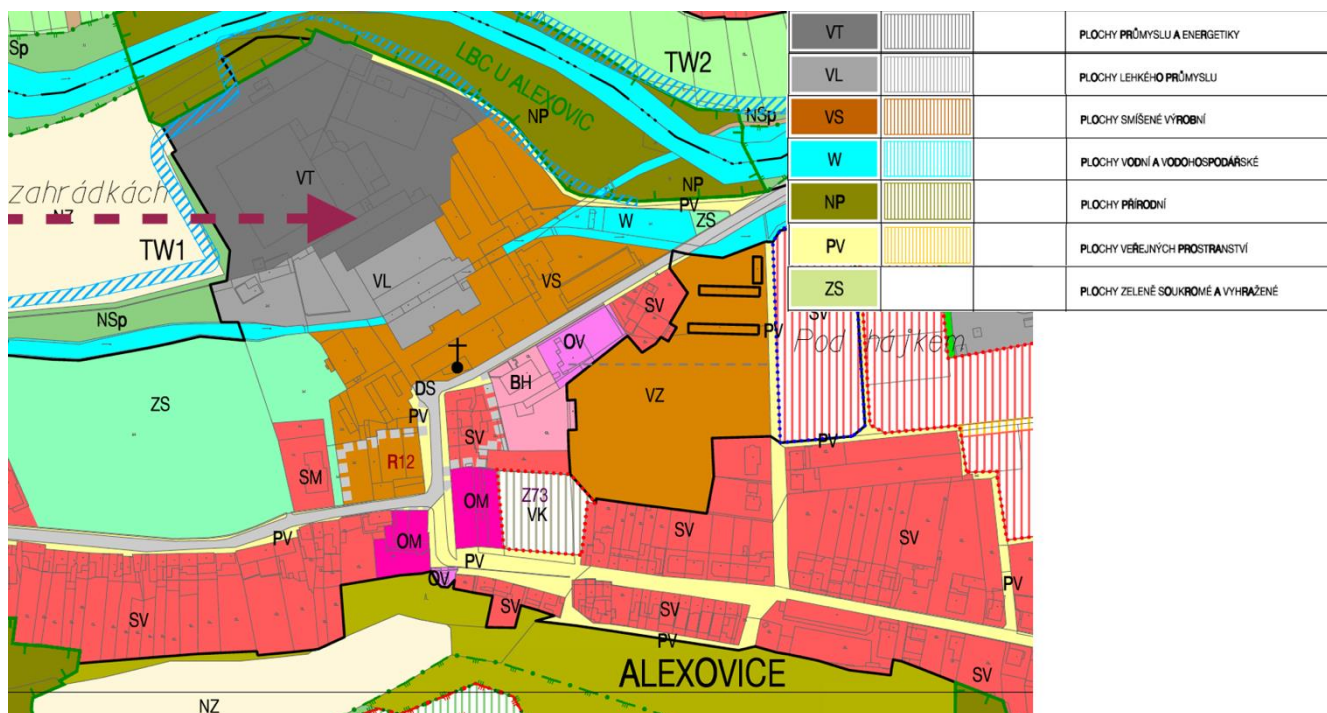 Sp
LBC U ALEXOVIC
TW2
NP
NSp
VT
zahrádkách
NZ
NP
PV
W
ZS
TW1
VL
VS
SV
SV
PV
Pod hájkem
NSp
OV
DS
BH
VZ
ZS
PV
SV
PV
R12
SM
Z73
OM
VK
SV
SV
PV
OM
PV
OV
PV
SV
SV
SV
PV
ALEXOVICE
SV
NZ
VT PLOCHY PRŮMYSLU A ENERGETIKY
VL PLOCHY LEHKÉHO PRŮMYSLU
VS PLOCHY SMÍŠENÉ VÝROBNÍ
W PLOCHY VODNÍ A VODOHOSPODÁŘSKÉ
NP PLOCHY PŘÍRODNÍ
PV PLOCHY VEŘEJNÝCH PROSTRANSTVÍ
ZS PLOCHY ZELENĚ SOUKROMÉ A VYHRAŽENÉ